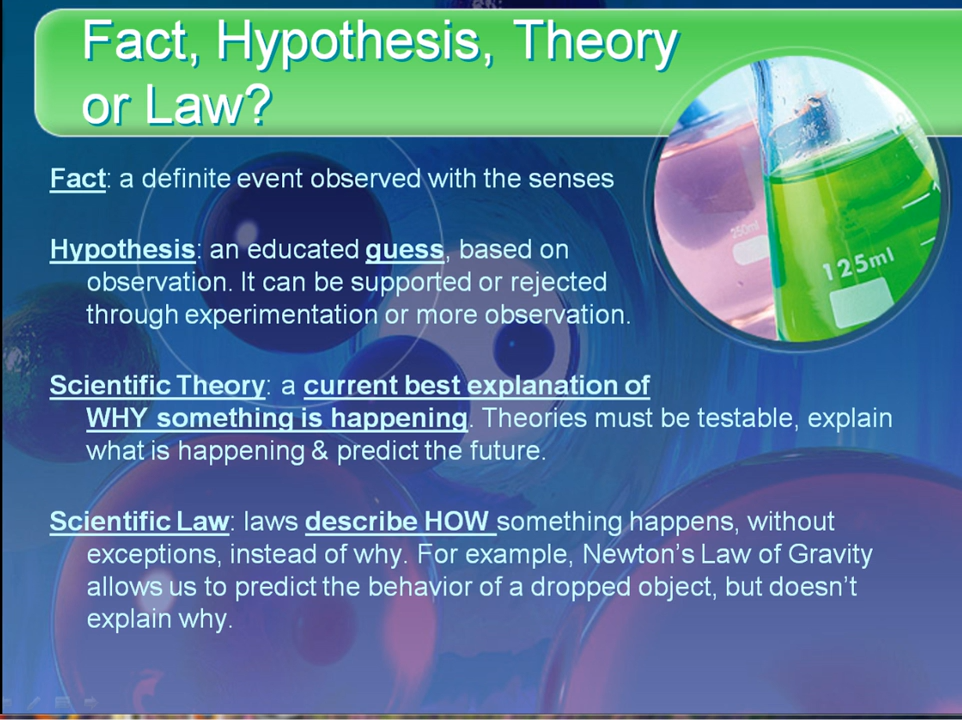 Fact, Hypothesis, Theory
or Law?
Fact: a definite event observed with the senses
Hypothesis: an educated guess, based on
observation. It can be supported or rejected
through experimentation or more observation.
Scientific Theory: a current best explanation of
WHY something is happening. Theories must be testable, explain
what is happening & predict the future.
Scientific Law: laws describe HOW something happens, without
exceptions, instead of why. For example, Newton's Law of Gravity
allows us to predict the behavior of a dropped object, but doesn't
explain why.
250ml
125ml